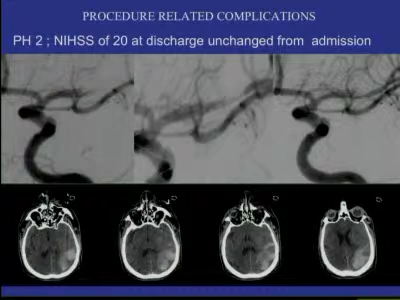 PROCEDURE RELATED COMPLICATIONS
PH 2 ; NIHSS of 20 at discharge unchanged from admission